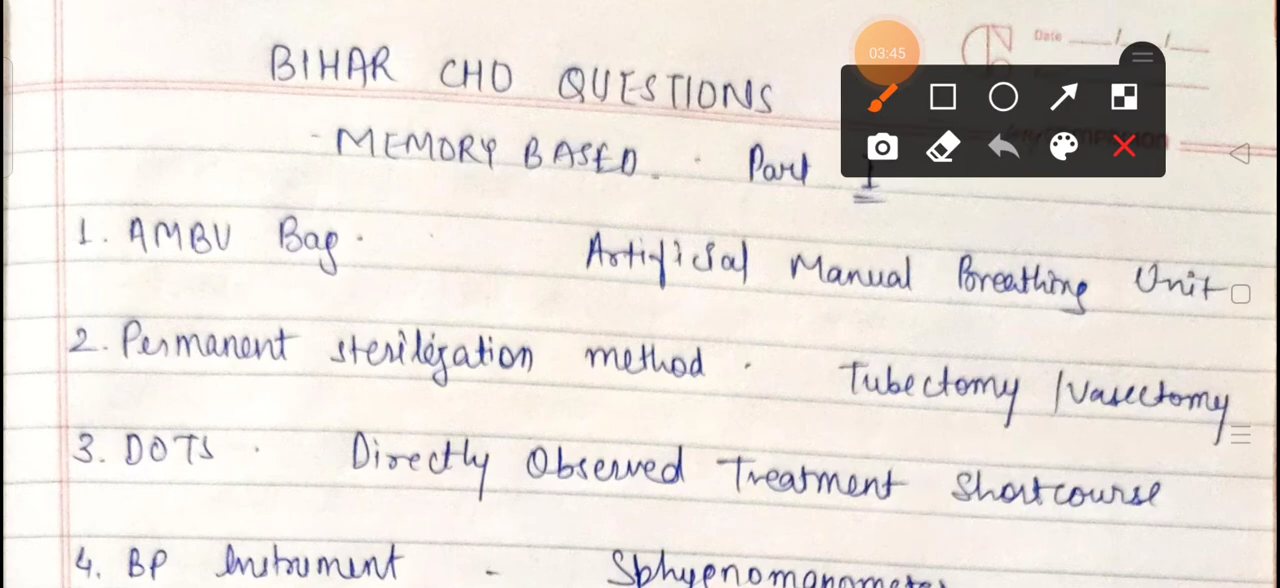 03:45
Date
BIHAR CHO QUESTIONS
- MEMORY BASED. Part I
1. AMBU Bag. Artificial Manual Breathing Unit
2. Permanent sterilization method. Tubectomy / Vasectomy
3. DOTS. Directly Observed Treatment Shortcourse
4. BP Instrument - Sphygnomanometer